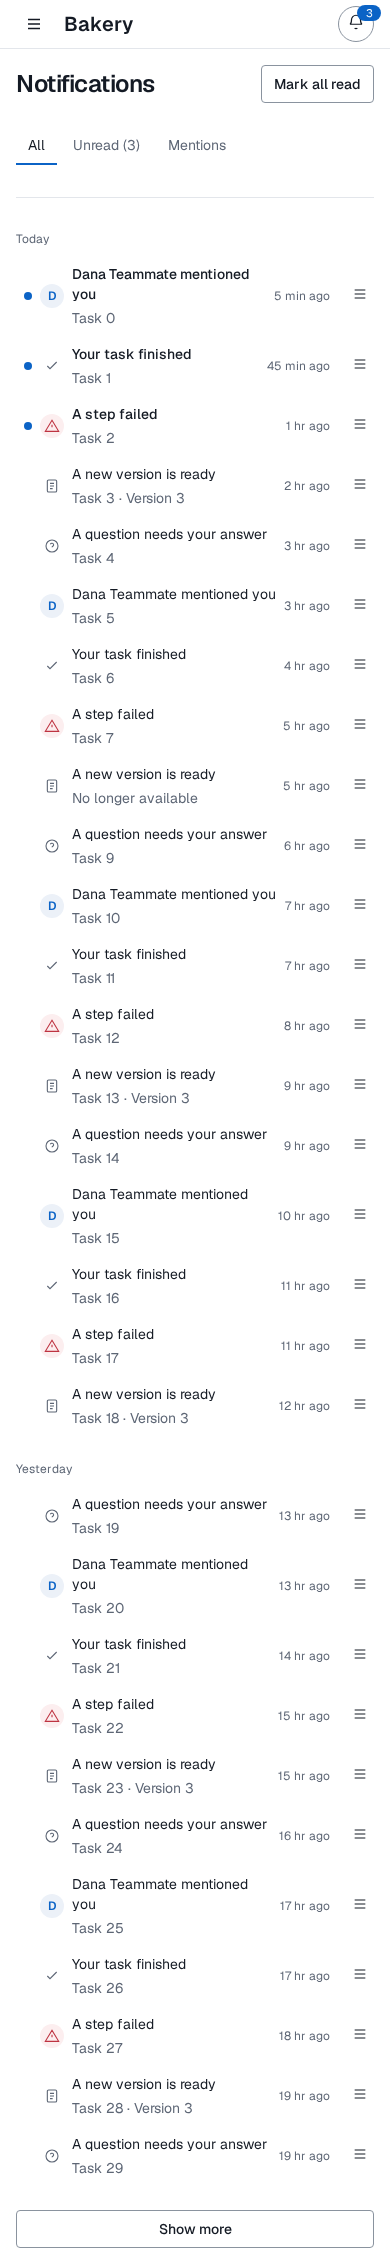 Bakery
3
Notifications
Mark all read
All
Unread (3)
Mentions
Today
D
Dana Teammate mentioned
you
5 min ago
Task 0
Your task finished
45 min ago
Task 1
A step failed
1 hr ago
Task 2
A new version is ready
2 hr ago
Task 3 · Version 3
A question needs your answer
3 hr ago
Task 4
D
Dana Teammate mentioned you
3 hr ago
Task 5
Your task finished
4 hr ago
Task 6
A step failed
5 hr ago
Task 7
A new version is ready
5 hr ago
No longer available
A question needs your answer
6 hr ago
Task 9
D
Dana Teammate mentioned you
7 hr ago
Task 10
Your task finished
7 hr ago
Task 11
A step failed
8 hr ago
Task 12
A new version is ready
9 hr ago
Task 13 · Version 3
A question needs your answer
9 hr ago
Task 14
D
Dana Teammate mentioned
you
10 hr ago
Task 15
Your task finished
11 hr ago
Task 16
A step failed
11 hr ago
Task 17
A new version is ready
12 hr ago
Task 18 · Version 3
Yesterday
A question needs your answer
13 hr ago
Task 19
D
Dana Teammate mentioned
you
13 hr ago
Task 20
Your task finished
14 hr ago
Task 21
A step failed
15 hr ago
Task 22
A new version is ready
15 hr ago
Task 23 · Version 3
A question needs your answer
16 hr ago
Task 24
D
Dana Teammate mentioned
you
17 hr ago
Task 25
Your task finished
17 hr ago
Task 26
A step failed
18 hr ago
Task 27
A new version is ready
19 hr ago
Task 28 · Version 3
A question needs your answer
19 hr ago
Task 29
Show more